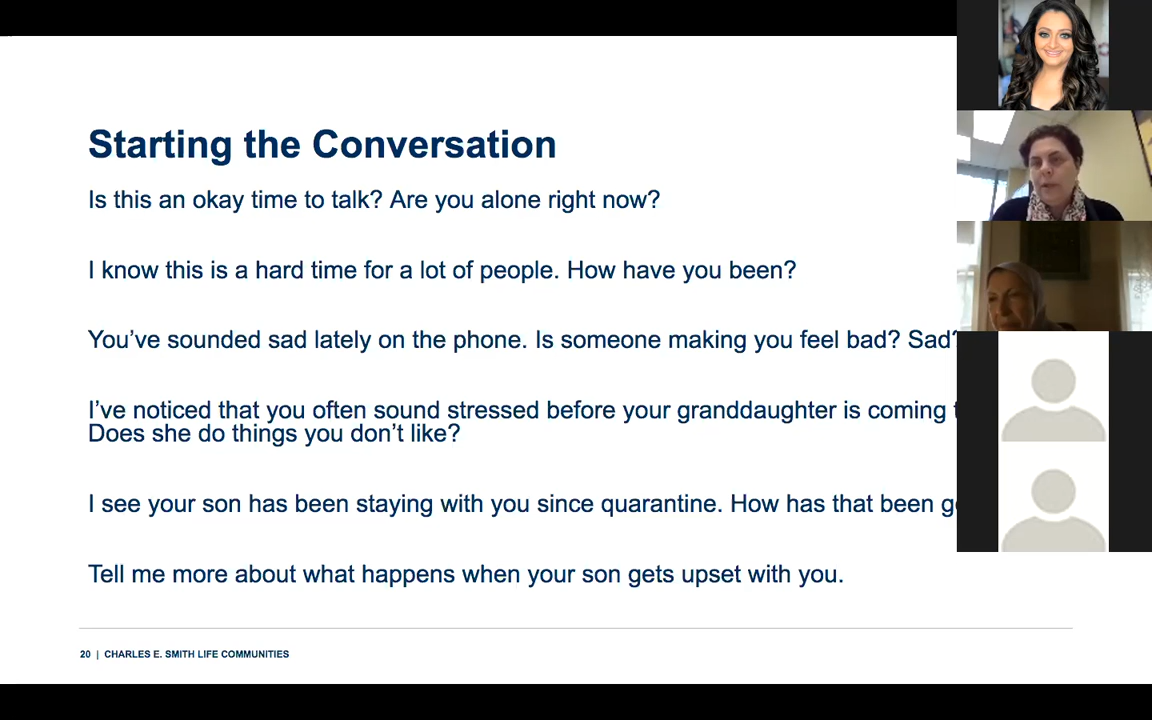 Starting the Conversation
Is this an okay time to talk? Are you alone right now?
I know this is a hard time for a lot of people. How have you been?
You’ve sounded sad lately on the phone. Is someone making you feel bad? Sad?
I’ve noticed that you often sound stressed before your granddaughter is coming
Does she do things you don’t like?
I see your son has been staying with you since quarantine. How has that been
Tell me more about what happens when your son gets upset with you.
20 | CHARLES E. SMITH LIFE COMMUNITIES